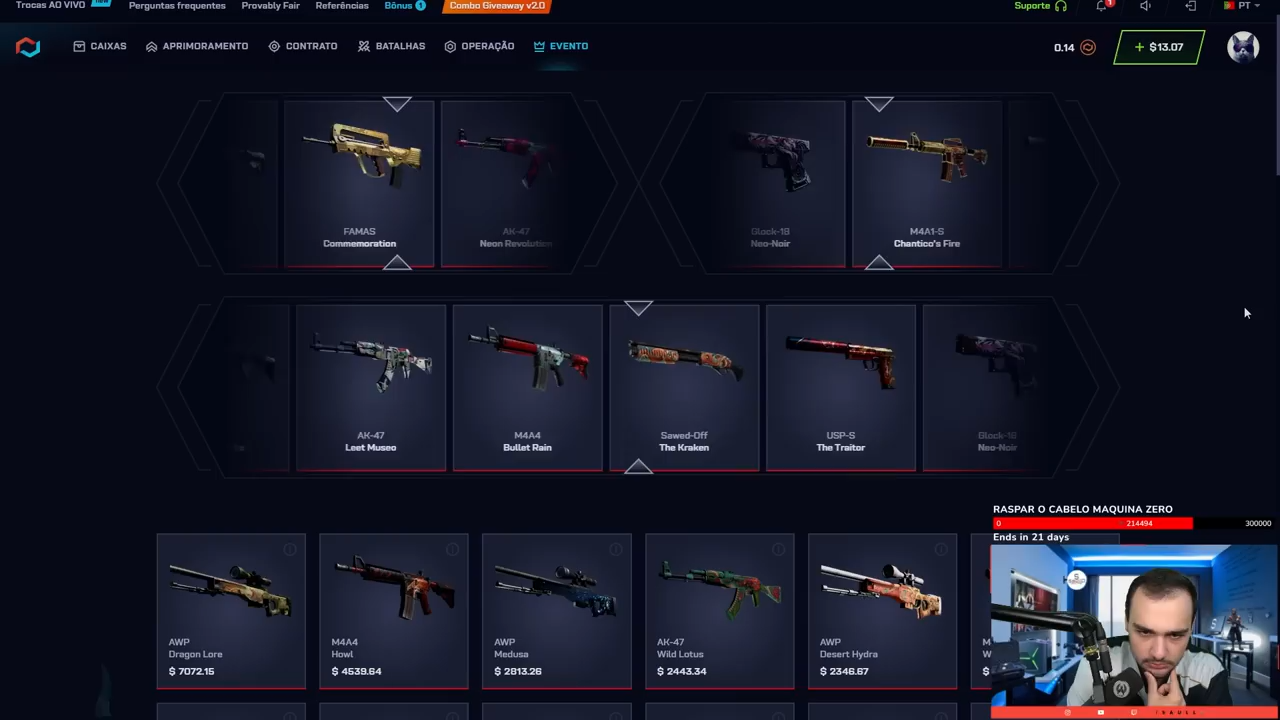 Trocas AO VIVO
Perguntas frequentes
Provably Fair
Referências
Bônus 1
Combo Giveaway v2.0
Suporte
1
PT
CAIXAS
APRIMORAMENTO
CONTRATO
BATALHAS
OPERAÇÃO
EVENTO
0.14
+ $13.07
FAMAS
Commemoration
AK-47
Neon Revolution
Glock-18
Neo-Noir
M4A1-S
Chantico's Fire
AK-47
Leet Museo
M4A4
Bullet Rain
Sawed-Off
The Kraken
USP-S
The Traitor
Glock-18
Neo-Noir
RASPAR O CABELO MAQUINA ZERO
0 214494 300000
Ends in 21 days
AWP
Dragon Lore
$ 7072.15
M4A4
Howl
$ 4539.64
AWP
Medusa
$ 2813.26
AK-47
Wild Lotus
$ 2443.34
AWP
Desert Hydra
$ 2346.67